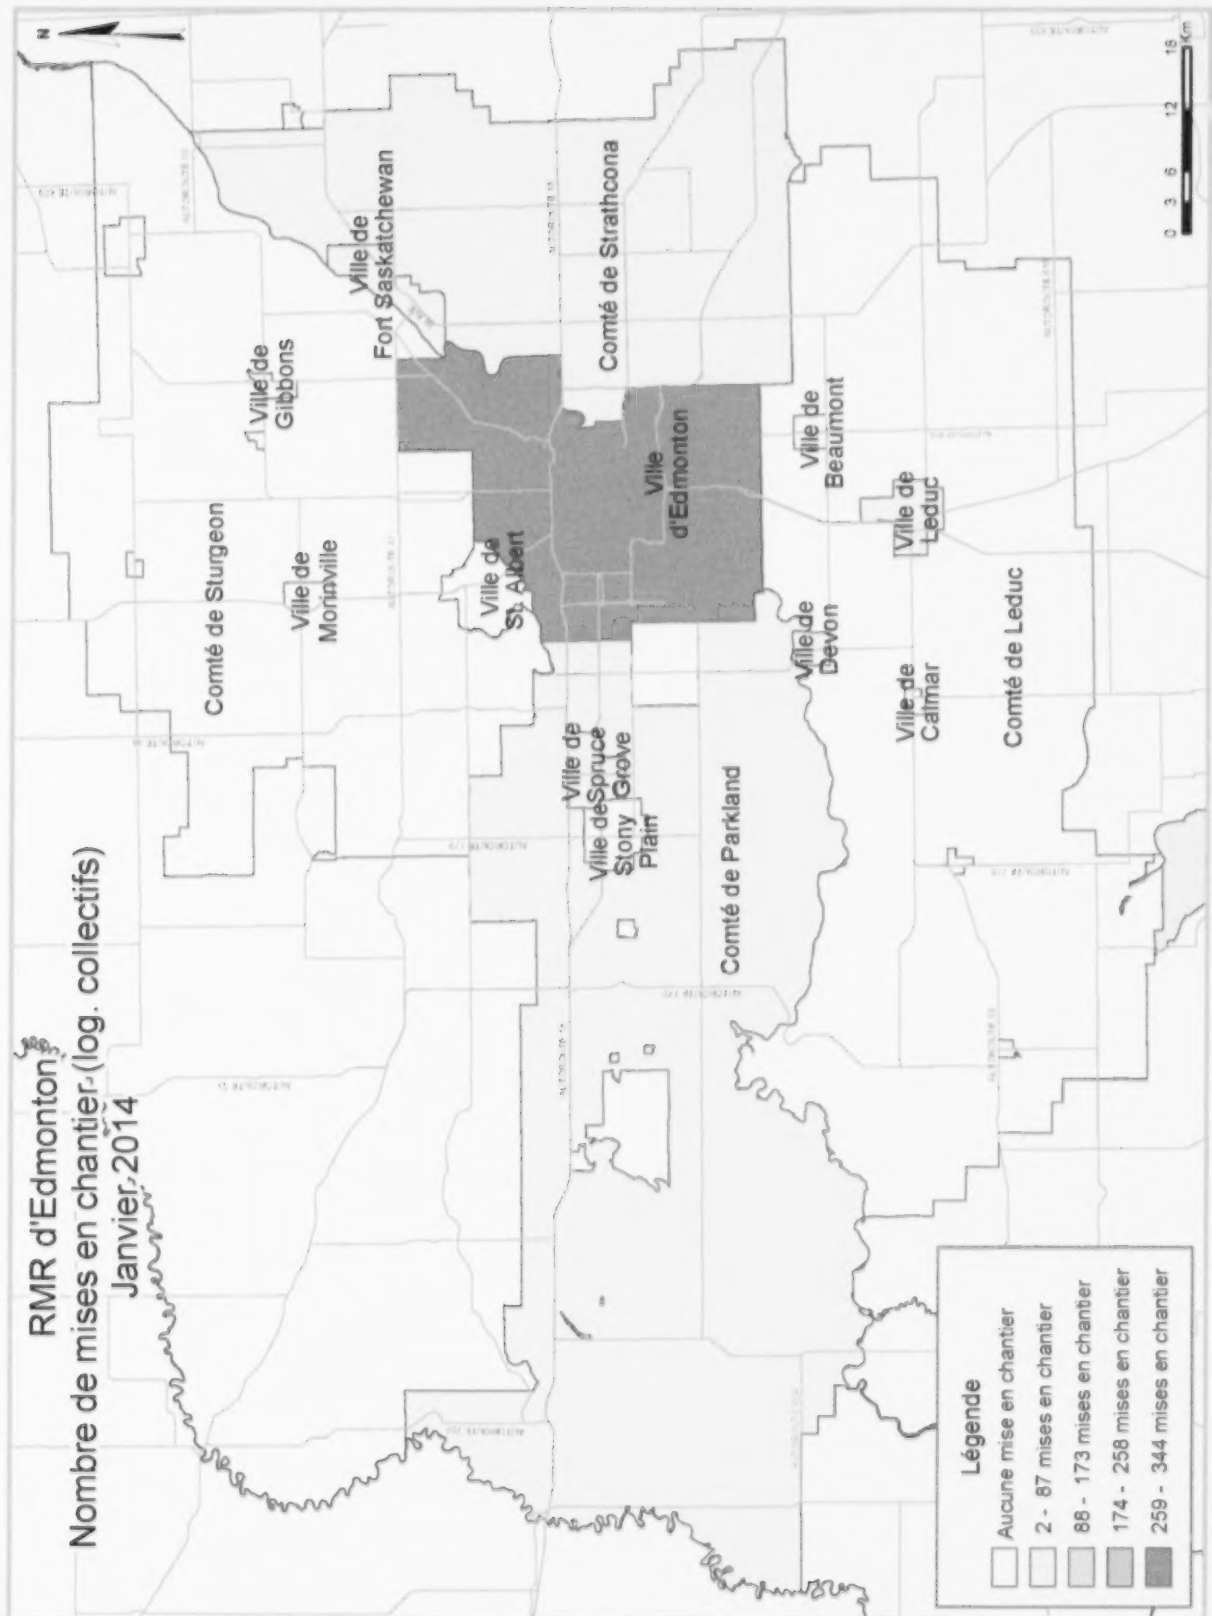 RMR d'Edmonton
Nombre de mises en chantier (log. collectifs)
Janvier 2014
N
Comté de Sturgeon
Ville de
Gibbons
Ville de
Morinville
Ville de
Fort Saskatchewan
Ville de
St. Albert
Comté de Strathcona
Ville de
Spruce
Grove
Ville de
Stony
Plain
Ville
d'Edmonton
Comté de Parkland
Ville de
Devon
Ville de
Beaumont
Ville de
Calmar
Ville de
Leduc
Comté de Leduc
Légende
Aucune mise en chantier
2 - 87 mises en chantier
88 - 173 mises en chantier
174 - 258 mises en chantier
259 - 344 mises en chantier
0 3 6 12 18
Km